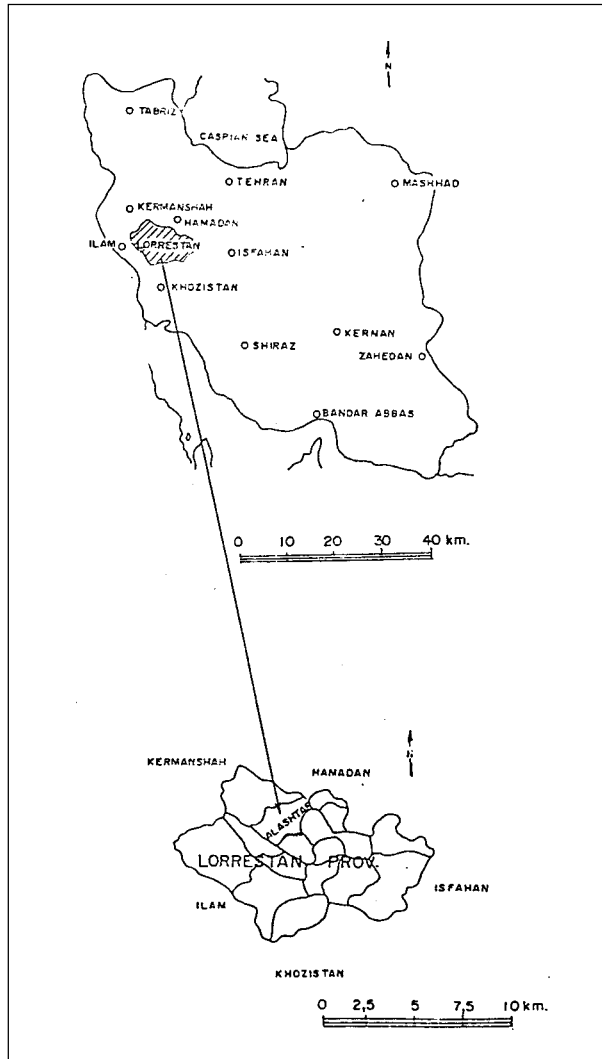 N
TABRIZ
CASPIAN SEA
TEHRAN
MASHHAD
KERMANSHAH
HAMADAN
ILAM
LORRESTAN
ISFAHAN
KHOZISTAN
KERNAN
SHIRAZ
ZAHEDAN
BANDAR ABBAS
0 10 20 30 40 km.
N
KERMANSHAH
HAMADAN
ALASHTAR
LORRESTAN PROV.
ISFAHAN
ILAM
KHOZISTAN
0 2,5 5 7,5 10 km.